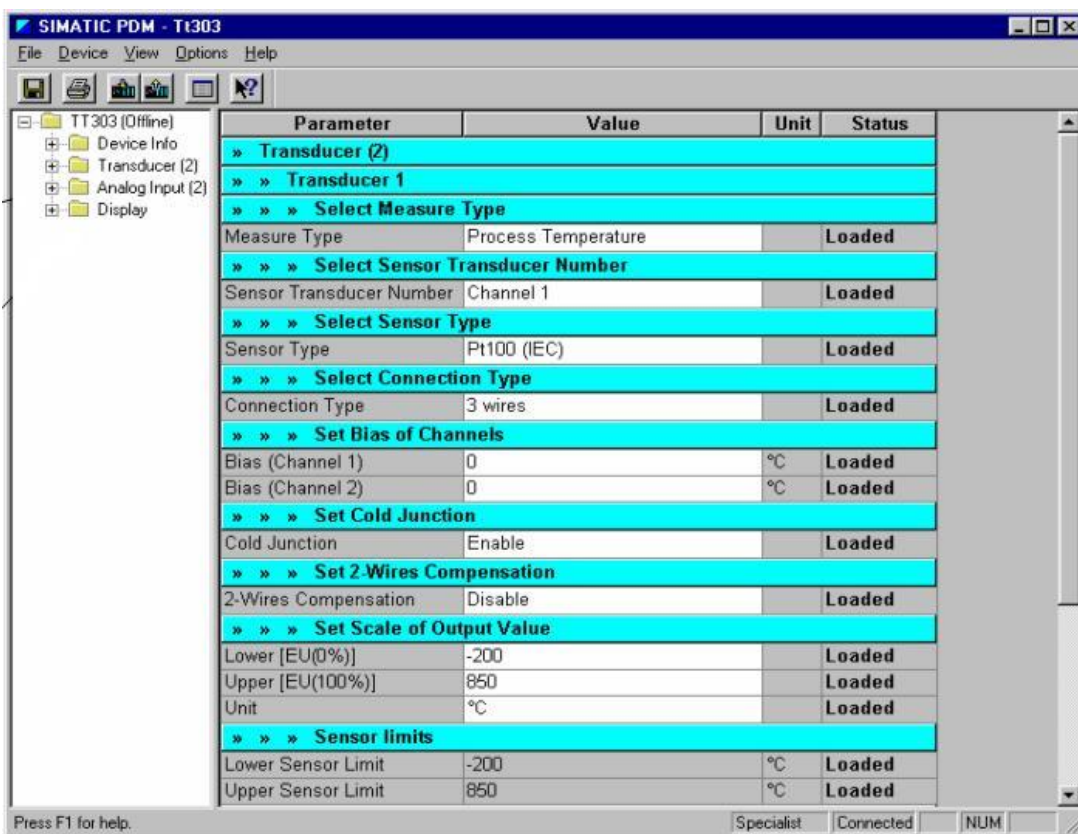 SIMATIC PDM - Tt303
File Device View Options Help
TT303 (Offline)
Device Info
Transducer (2)
Analog Input (2)
Display
Parameter Value Unit Status
» Transducer (2)
» » Transducer 1
» » » Select Measure Type
Measure Type Process Temperature Loaded
» » » Select Sensor Transducer Number
Sensor Transducer Number Channel 1 Loaded
» » » Select Sensor Type
Sensor Type Pt100 (IEC) Loaded
» » » Select Connection Type
Connection Type 3 wires Loaded
» » » Set Bias of Channels
Bias (Channel 1) 0 °C Loaded
Bias (Channel 2) 0 °C Loaded
» » » Set Cold Junction
Cold Junction Enable Loaded
» » » Set 2-Wires Compensation
2-Wires Compensation Disable Loaded
» » » Set Scale of Output Value
Lower [EU(0%)] -200 Loaded
Upper [EU(100%)] 850 Loaded
Unit °C Loaded
» » » Sensor limits
Lower Sensor Limit -200 °C Loaded
Upper Sensor Limit 850 °C Loaded
Press F1 for help. Specialist Connected NUM